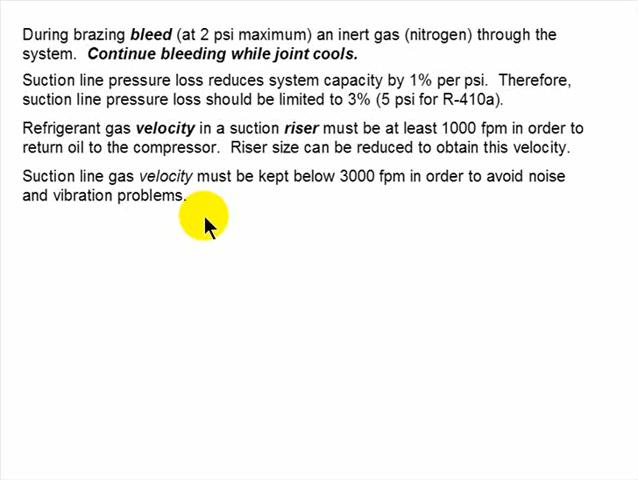 During brazing bleed (at 2 psi maximum) an inert gas (nitrogen) through the
system.  Continue bleeding while joint cools.
Suction line pressure loss reduces system capacity by 1% per psi.  Therefore,
suction line pressure loss should be limited to 3% (5 psi for R-410a).
Refrigerant gas velocity in a suction riser must be at least 1000 fpm in order to
return oil to the compressor.  Riser size can be reduced to obtain this velocity.
Suction line gas velocity must be kept below 3000 fpm in order to avoid noise
and vibration problems.